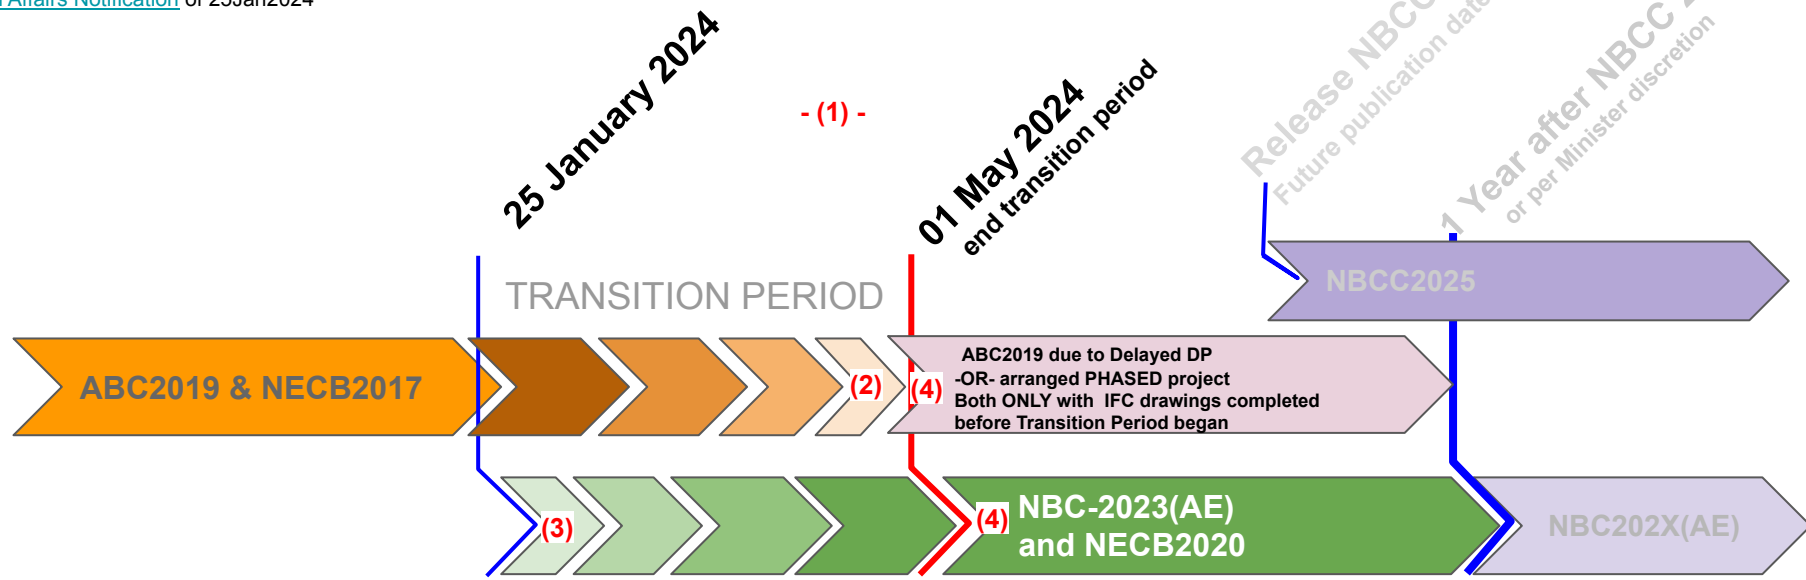 Affairs Notification of 25Jan2024
25 January 2024
- (1) -
01 May 2024
end transition period
Release NBCC
Future publication date
1 Year after NBCC
or per Minister discretion
TRANSITION PERIOD
NBCC2025
ABC2019 & NECB2017
(2)
(4)
ABC2019 due to Delayed DP
-OR- arranged PHASED project
Both ONLY with IFC drawings completed
before Transition Period began
(3)
(4)
NBC-2023(AE)
and NECB2020
NBC202X(AE)